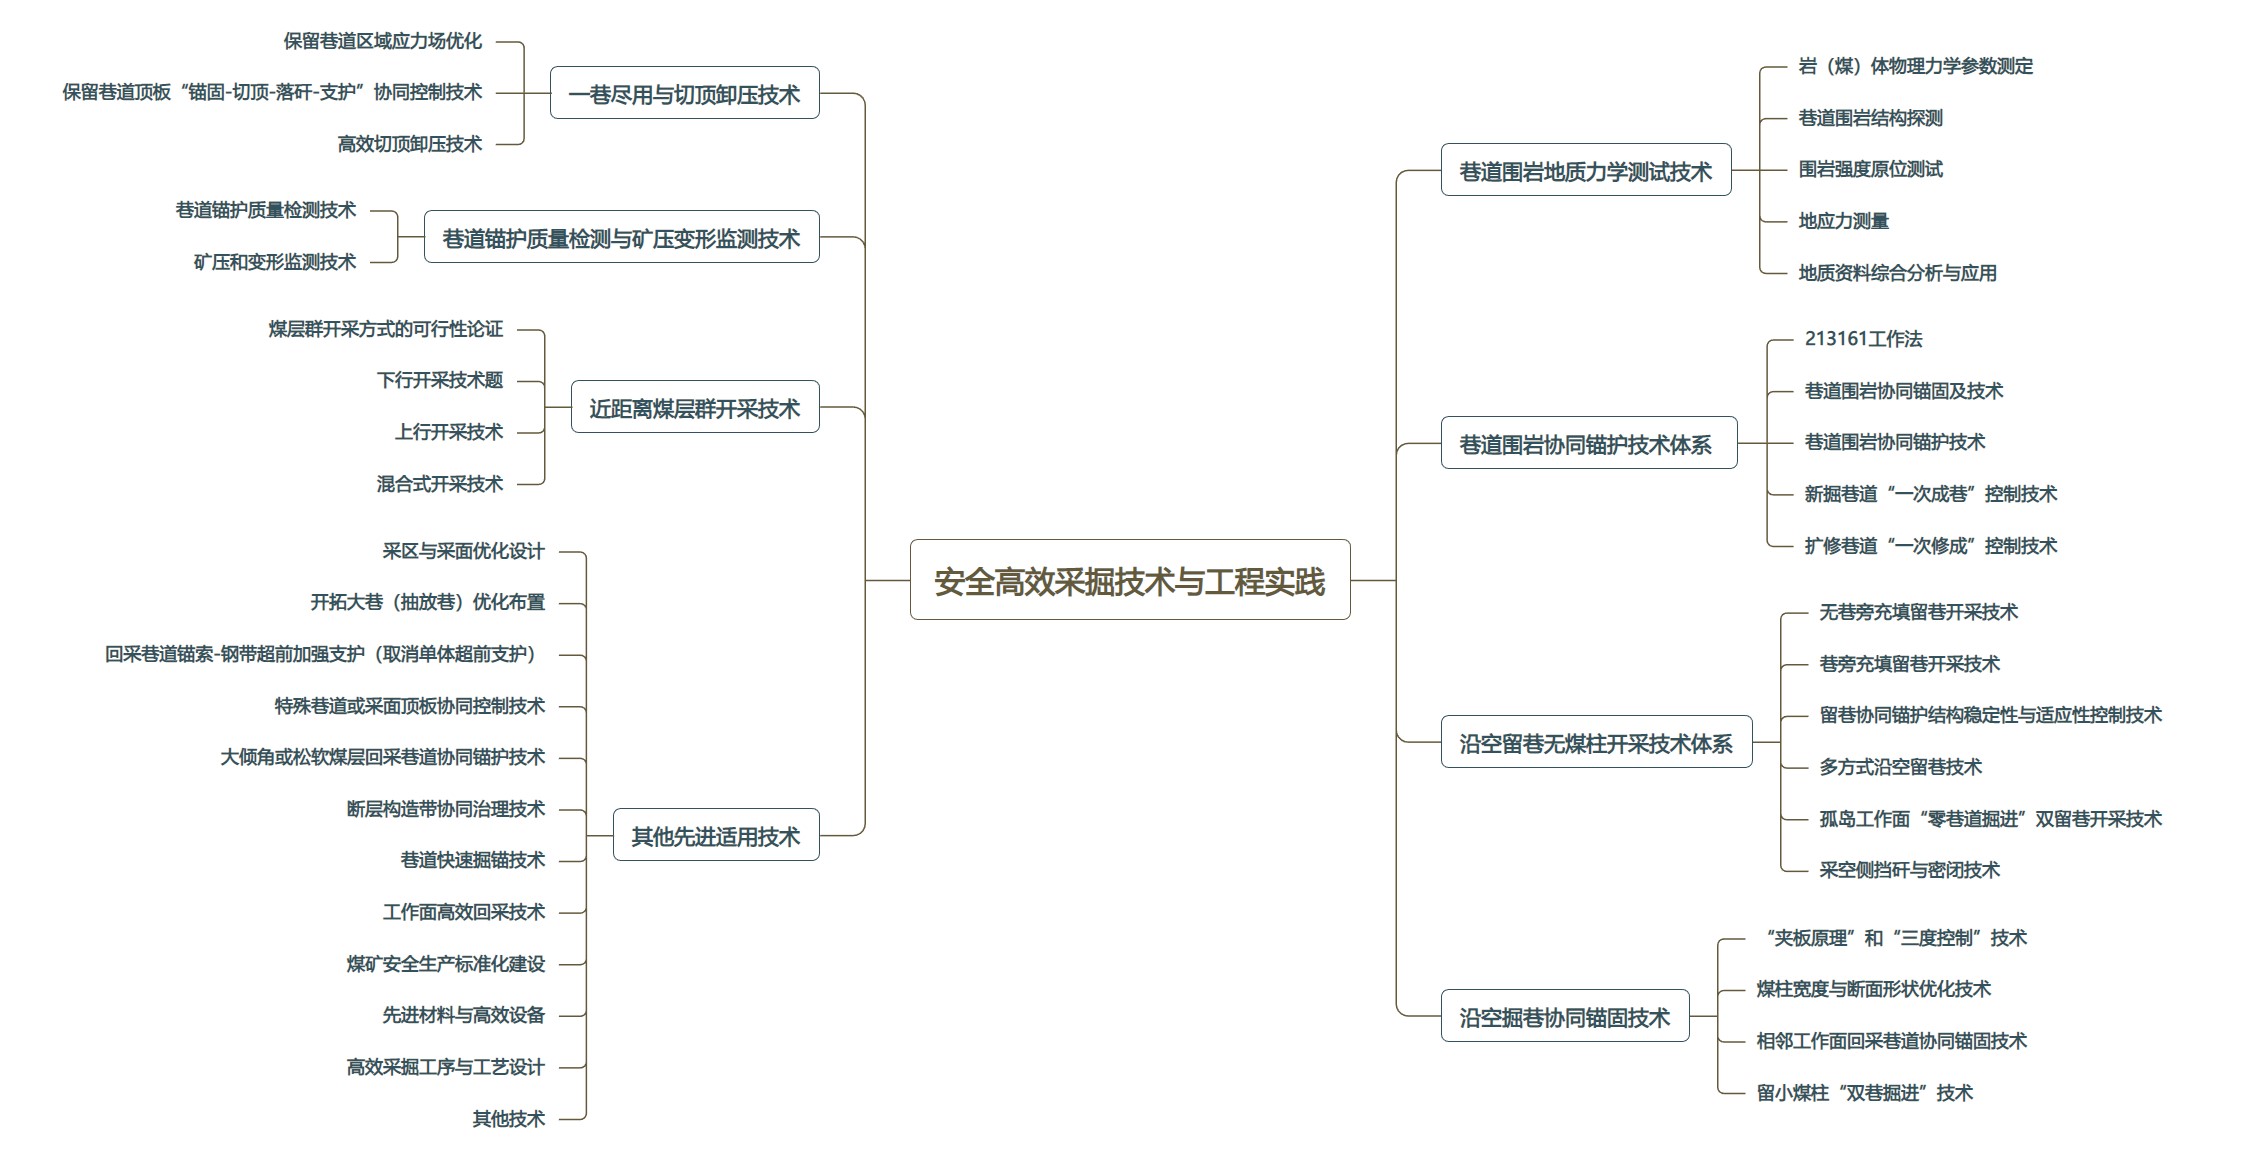 安全高效采掘技术与工程实践
巷道围岩地质力学测试技术
岩（煤）体物理力学参数测定
巷道围岩结构探测
围岩强度原位测试
地应力测量
地质资料综合分析与应用
巷道围岩协同锚护技术体系
213161工作法
巷道围岩协同锚固及技术
巷道围岩协同锚护技术
新掘巷道“一次成巷”控制技术
扩修巷道“一次修成”控制技术
沿空留巷无煤柱开采技术体系
无巷旁充填留巷开采技术
巷旁充填留巷开采技术
留巷协同锚护结构稳定性与适应性控制技术
多方式沿空留巷技术
孤岛工作面“零巷道掘进”双留巷开采技术
采空侧挡矸与密闭技术
沿空掘巷协同锚固技术
“夹板原理”和“三度控制”技术
煤柱宽度与断面形状优化技术
相邻工作面回采巷道协同锚固技术
留小煤柱“双巷掘进”技术
一巷尽用与切顶卸压技术
保留巷道区域应力场优化
保留巷道顶板“锚固-切顶-落矸-支护”协同控制技术
高效切顶卸压技术
巷道锚护质量检测与矿压变形监测技术
巷道锚护质量检测技术
矿压和变形监测技术
近距离煤层群开采技术
煤层群开采方式的可行性论证
下行开采技术题
上行开采技术
混合式开采技术
其他先进适用技术
采区与采面优化设计
开拓大巷（抽放巷）优化布置
回采巷道锚索-钢带超前加强支护（取消单体超前支护）
特殊巷道或采面顶板协同控制技术
大倾角或松软煤层回采巷道协同锚护技术
断层构造带协同治理技术
巷道快速掘锚技术
工作面高效回采技术
煤矿安全生产标准化建设
先进材料与高效设备
高效采掘工序与工艺设计
其他技术